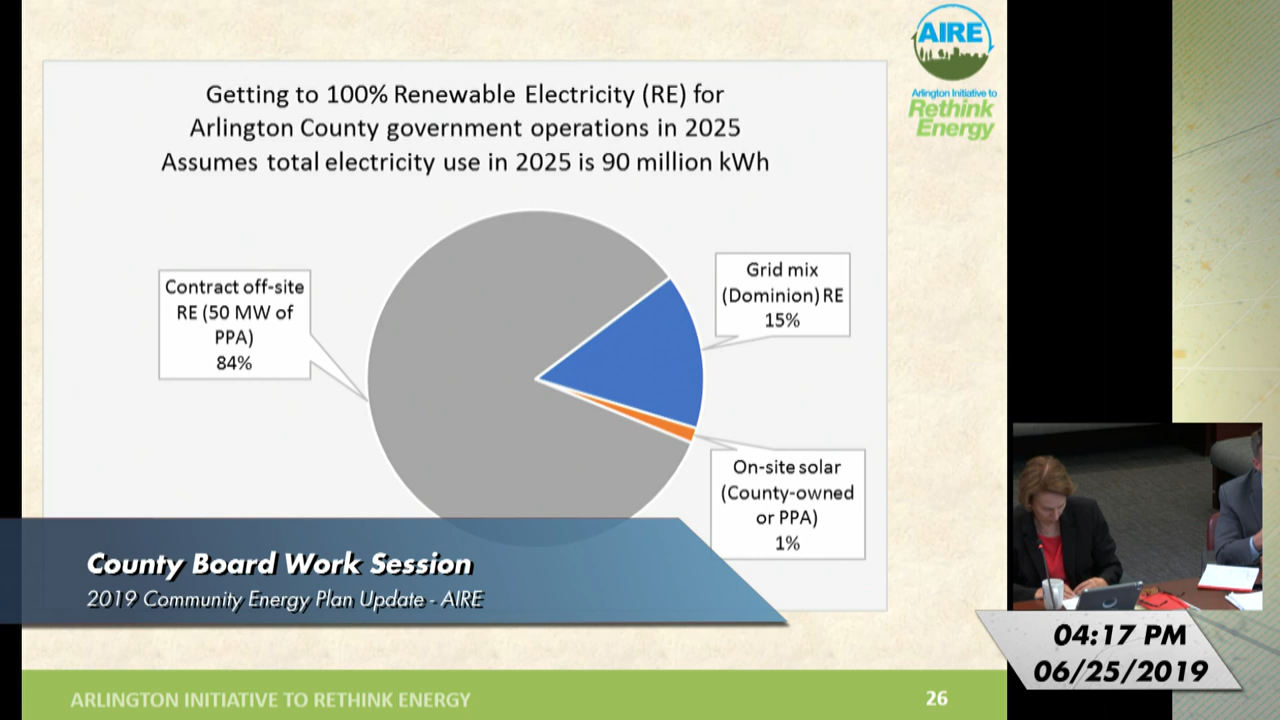 AIRE
Arlington Initiative to
Rethink
Energy
Getting to 100% Renewable Electricity (RE) for
Arlington County government operations in 2025
Assumes total electricity use in 2025 is 90 million kWh
Contract off-site
RE (50 MW of
PPA)
84%
Grid mix
(Dominion) RE
15%
On-site solar
(County-owned
or PPA)
1%
County Board Work Session
2019 Community Energy Plan Update - AIRE
04:17 PM
06/25/2019
ARLINGTON INITIATIVE TO RETHINK ENERGY
26